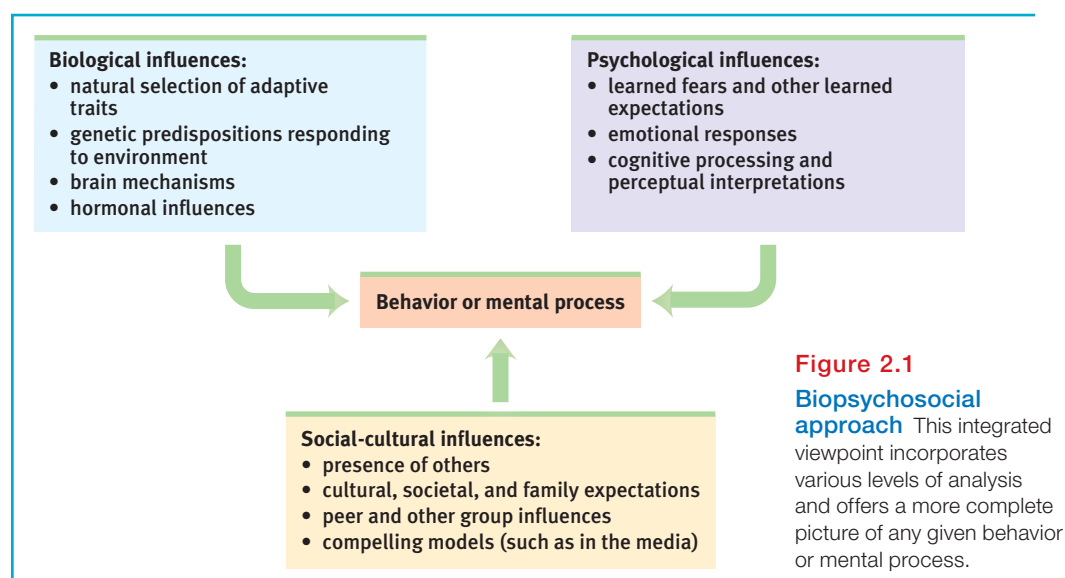 Biological influences:
• natural selection of adaptive
traits
• genetic predispositions responding
to environment
• brain mechanisms
• hormonal influences
Psychological influences:
• learned fears and other learned
expectations
• emotional responses
• cognitive processing and
perceptual interpretations
Behavior or mental process
Social-cultural influences:
• presence of others
• cultural, societal, and family expectations
• peer and other group influences
• compelling models (such as in the media)
Figure 2.1
Biopsychosocial
approach This integrated
viewpoint incorporates
various levels of analysis
and offers a more complete
picture of any given behavior
or mental process.